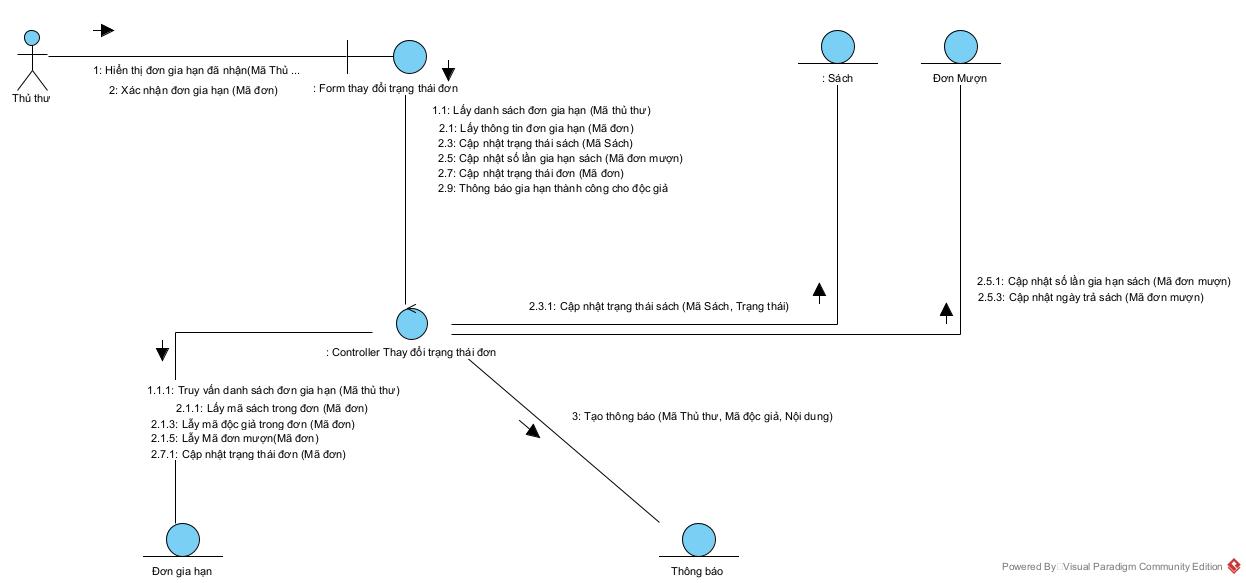 Thủ thư
1: Hiển thị đơn gia hạn đã nhận(Mã Thủ ...
2: Xác nhận đơn gia hạn (Mã đơn)
: Form thay đổi trạng thái đơn
: Sách
Đơn Mượn
1.1: Lấy danh sách đơn gia hạn (Mã thủ thư)
2.1: Lấy thông tin đơn gia hạn (Mã đơn)
2.3: Cập nhật trạng thái sách (Mã Sách)
2.5: Cập nhật số lần gia hạn sách (Mã đơn mượn)
2.7: Cập nhật trạng thái đơn (Mã đơn)
2.9: Thông báo gia hạn thành công cho độc giả
2.5.1: Cập nhật số lần gia hạn sách (Mã đơn mượn)
2.5.3: Cập nhật ngày trả sách (Mã đơn mượn)
2.3.1: Cập nhật trạng thái sách (Mã Sách, Trạng thái)
: Controller Thay đổi trạng thái đơn
1.1.1: Truy vấn danh sách đơn gia hạn (Mã thủ thư)
2.1.1: Lấy mã sách trong đơn (Mã đơn)
2.1.3: Lẫy mã độc giả trong đơn (Mã đơn)
2.1.5: Lẫy Mã đơn mượn(Mã đơn)
2.7.1: Cập nhật trạng thái đơn (Mã đơn)
3: Tạo thông báo (Mã Thủ thư, Mã độc giả, Nội dung)
Đơn gia hạn
Thông báo
Powered By Visual Paradigm Community Edition